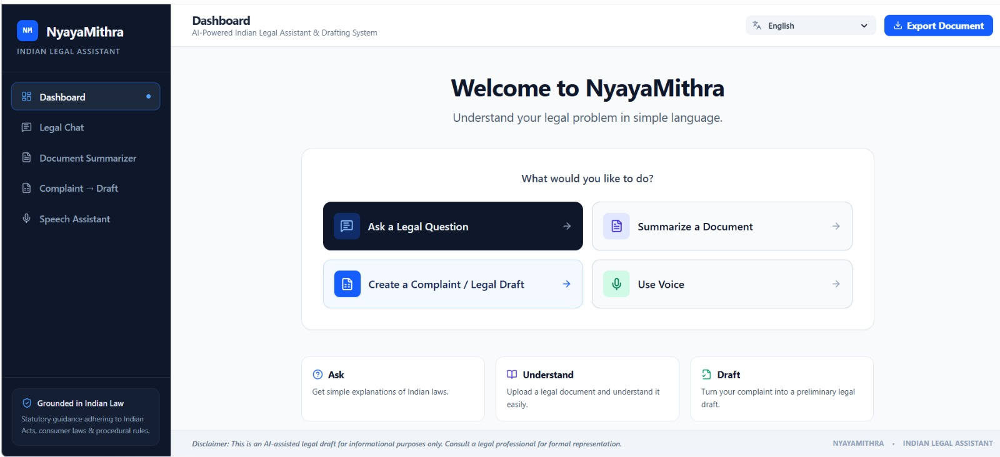 NM
NyayaMithra
INDIAN LEGAL ASSISTANT
Dashboard
Legal Chat
Document Summarizer
Complaint → Draft
Speech Assistant
Grounded in Indian Law
Statutory guidance adhering to Indian
Acts, consumer laws & procedural rules.
Dashboard
AI-Powered Indian Legal Assistant & Drafting System
English
Export Document
Welcome to NyayaMithra
Understand your legal problem in simple language.
What would you like to do?
Ask a Legal Question
Summarize a Document
Create a Complaint / Legal Draft
Use Voice
Ask
Get simple explanations of Indian laws.
Understand
Upload a legal document and understand it
easily.
Draft
Turn your complaint into a preliminary legal
draft.
Disclaimer: This is an AI-assisted legal draft for informational purposes only. Consult a legal professional for formal representation.
NYAYAMITHRA • INDIAN LEGAL ASSISTANT